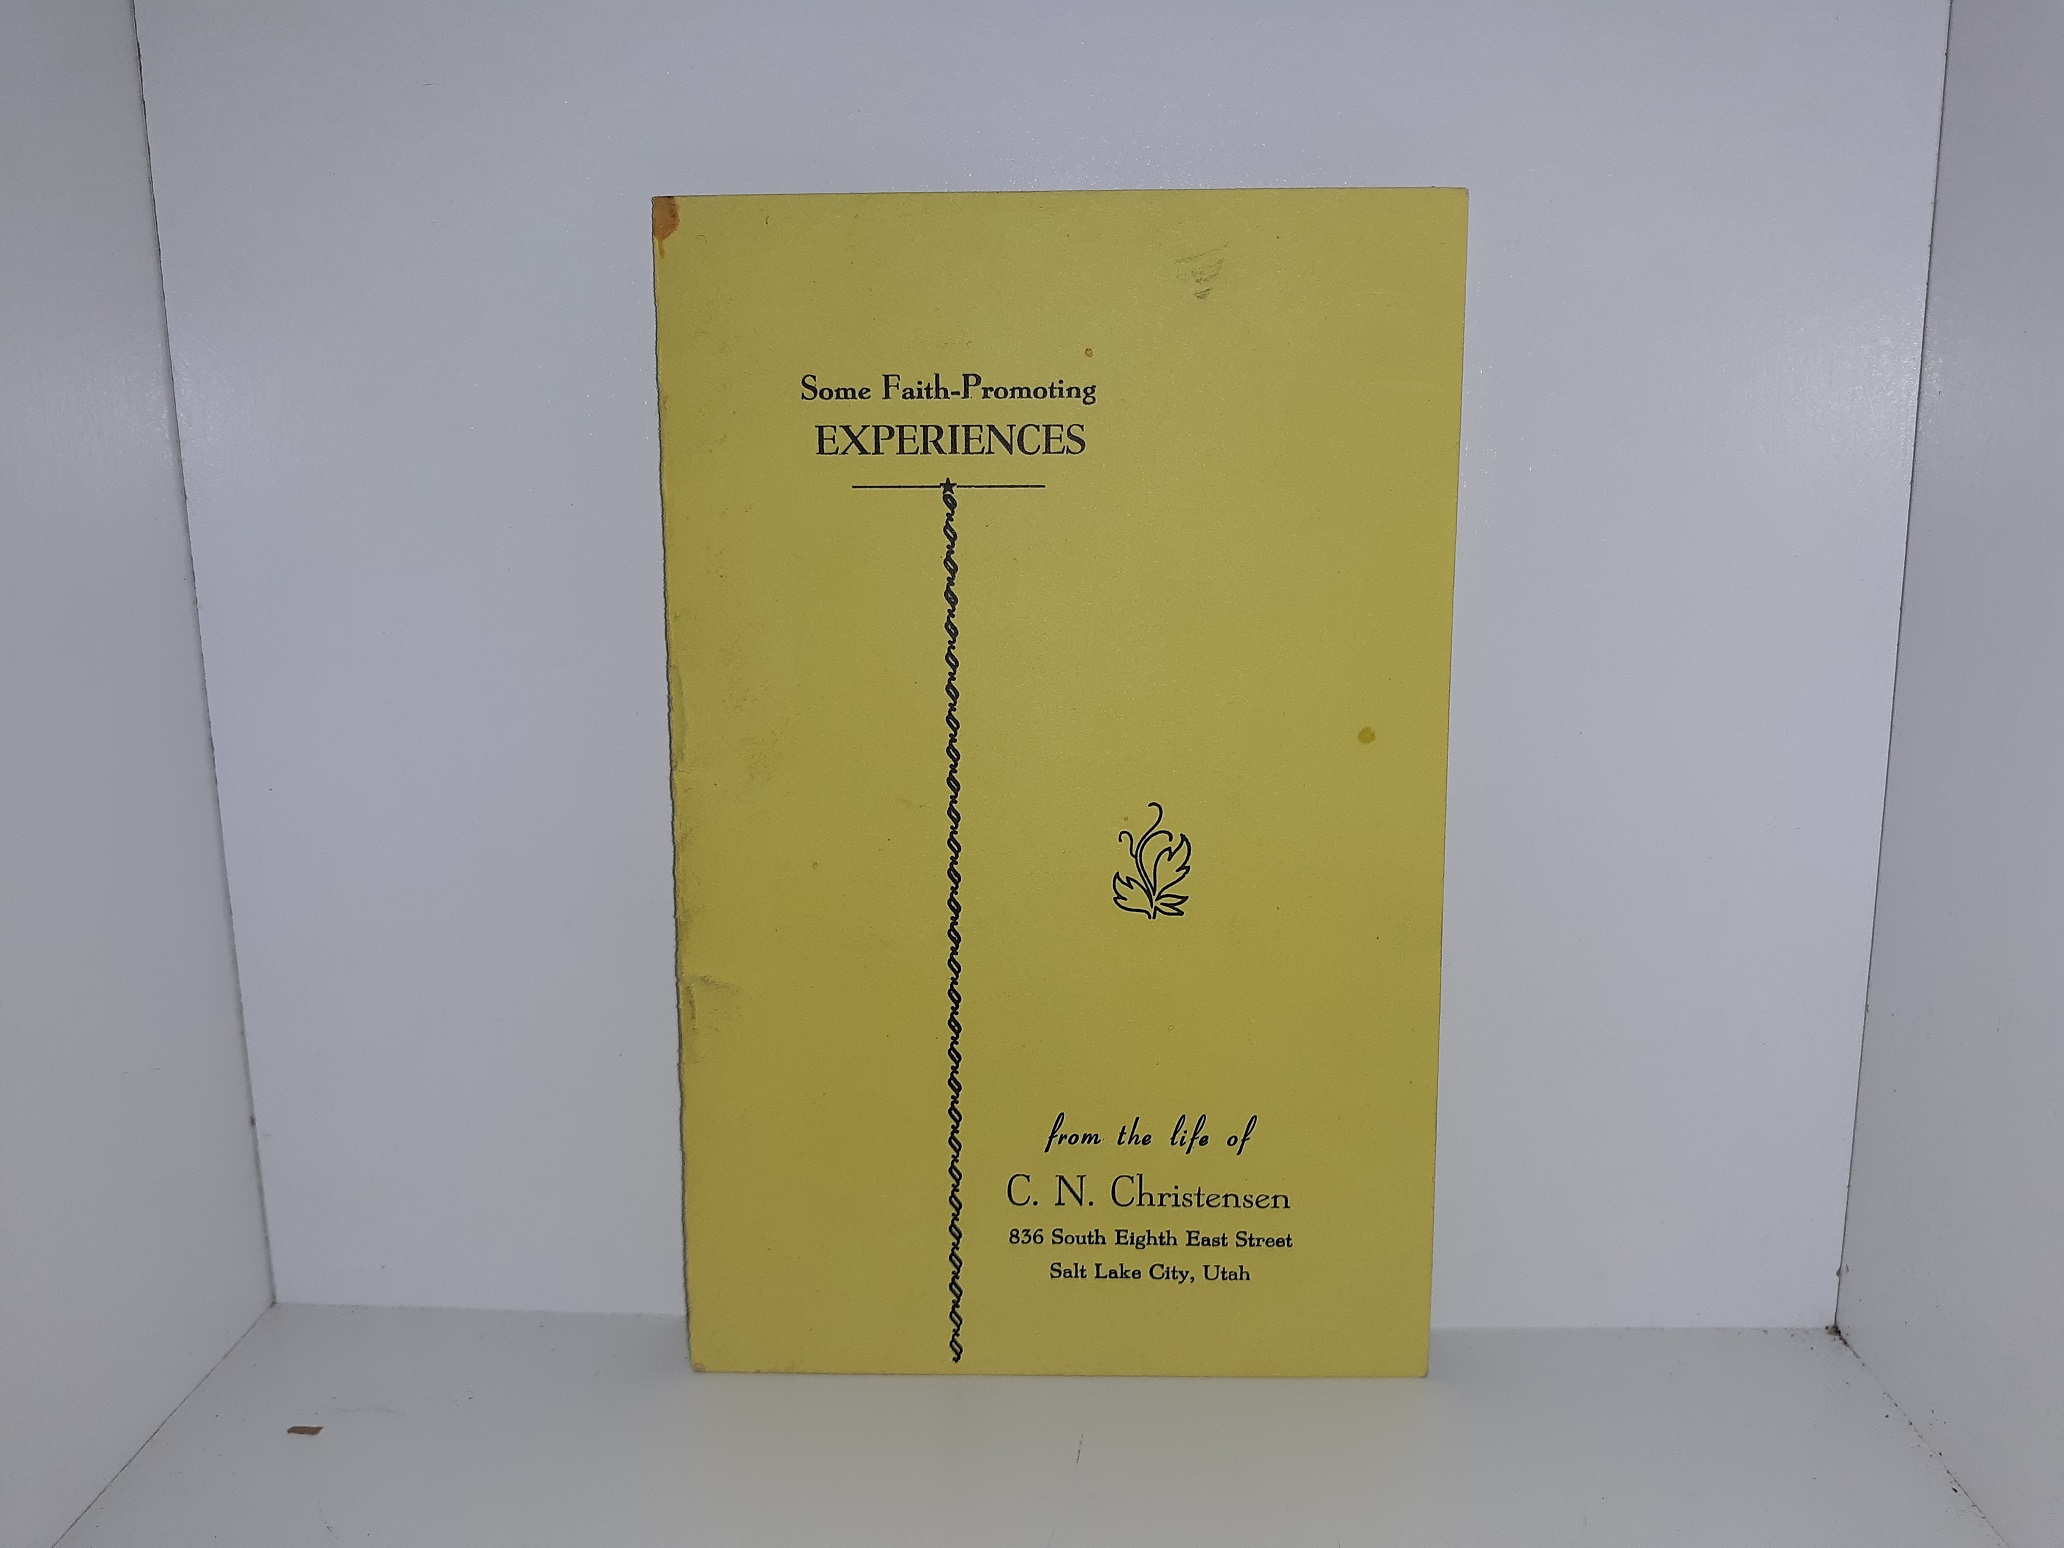 Some Faith-Promoting
EXPERIENCES
from the life of
C. N. Christensen
836 South Eighth East Street
Salt Lake City, Utah